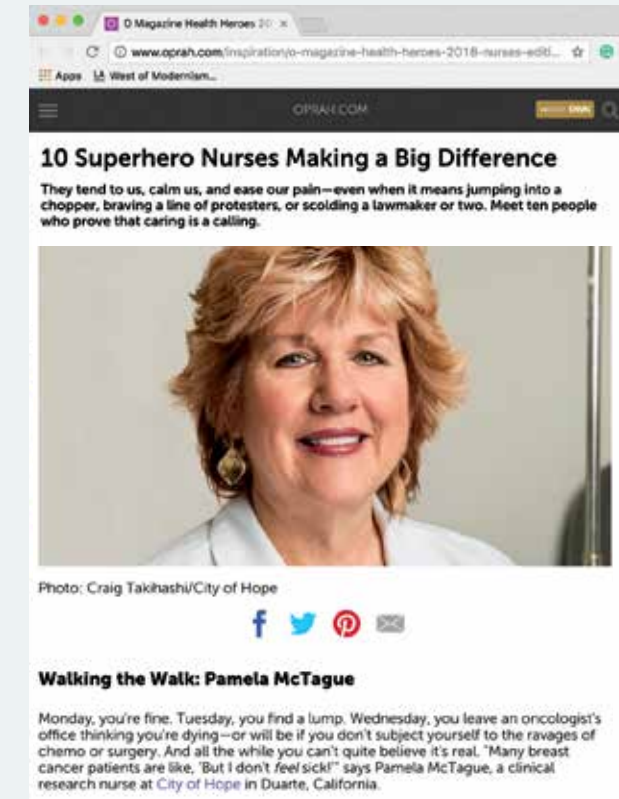 O Magazine Health Heroes 20
www.oprah.com/inspiration/o-magazine-health-heroes-2018-nurses-editi...
Apps West of Modernism...
OPRAH.COM
10 Superhero Nurses Making a Big Difference
They tend to us, calm us, and ease our pain—even when it means jumping into a
chopper, braving a line of protesters, or scolding a lawmaker or two. Meet ten people
who prove that caring is a calling.
Photo: Craig Takihashi/City of Hope
Walking the Walk: Pamela McTague
Monday, you're fine. Tuesday, you find a lump. Wednesday, you leave an oncologist's
office thinking you're dying—or will be if you don't subject yourself to the ravages of
chemo or surgery. And all the while you can't quite believe it's real. "Many breast
cancer patients are like, 'But I don't feel sick!'" says Pamela McTague, a clinical
research nurse at City of Hope in Duarte, California.